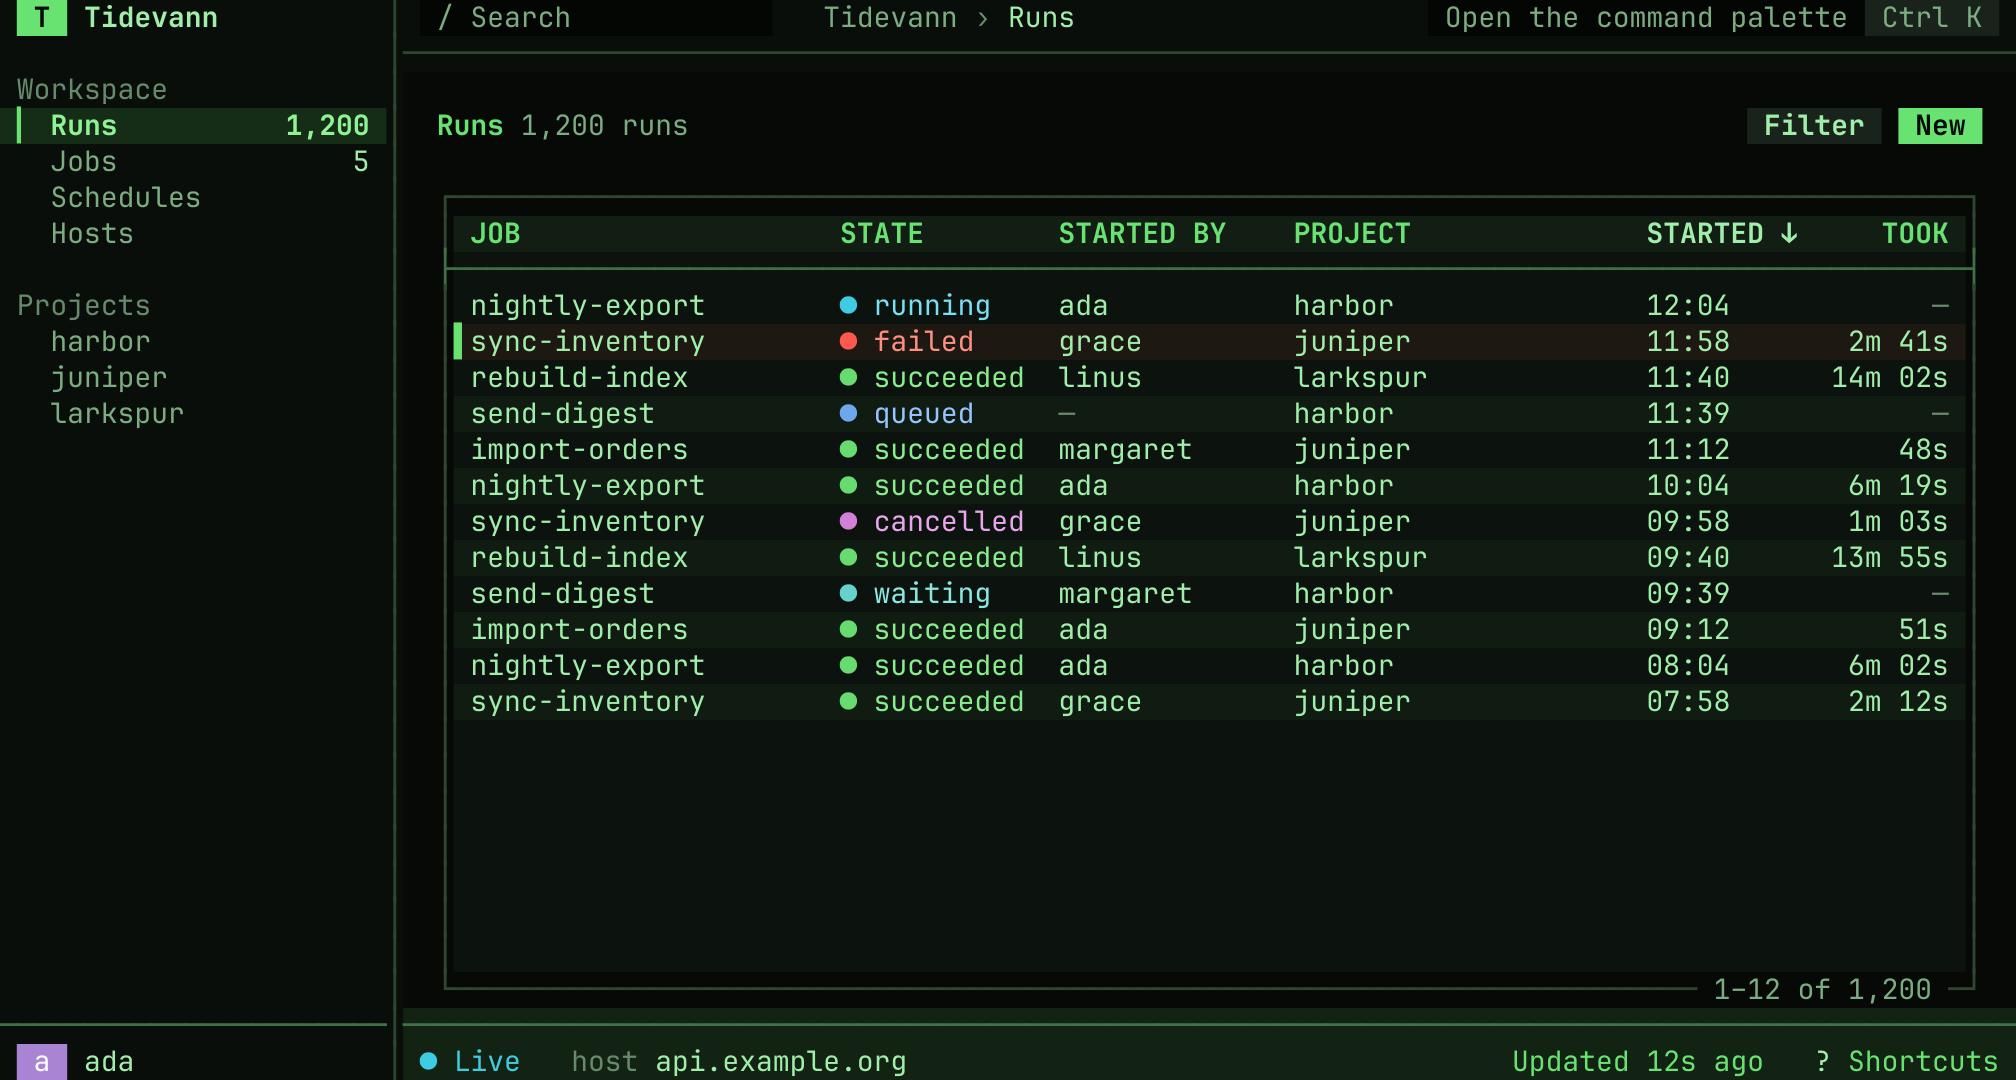 T Tidevann
/ Search
Tidevann › Runs
Open the command palette Ctrl K
Workspace
Runs 1,200
Jobs 5
Schedules
Hosts
Projects
harbor
juniper
larkspur
Runs 1,200 runs
Filter New
JOB STATE STARTED BY PROJECT STARTED ↓ TOOK
nightly-export ● running ada harbor 12:04 —
sync-inventory ● failed grace juniper 11:58 2m 41s
rebuild-index ● succeeded linus larkspur 11:40 14m 02s
send-digest ● queued — harbor 11:39 —
import-orders ● succeeded margaret juniper 11:12 48s
nightly-export ● succeeded ada harbor 10:04 6m 19s
sync-inventory ● cancelled grace juniper 09:58 1m 03s
rebuild-index ● succeeded linus larkspur 09:40 13m 55s
send-digest ● waiting margaret harbor 09:39 —
import-orders ● succeeded ada juniper 09:12 51s
nightly-export ● succeeded ada harbor 08:04 6m 02s
sync-inventory ● succeeded grace juniper 07:58 2m 12s
1–12 of 1,200
a ada
● Live host api.example.org
Updated 12s ago ? Shortcuts